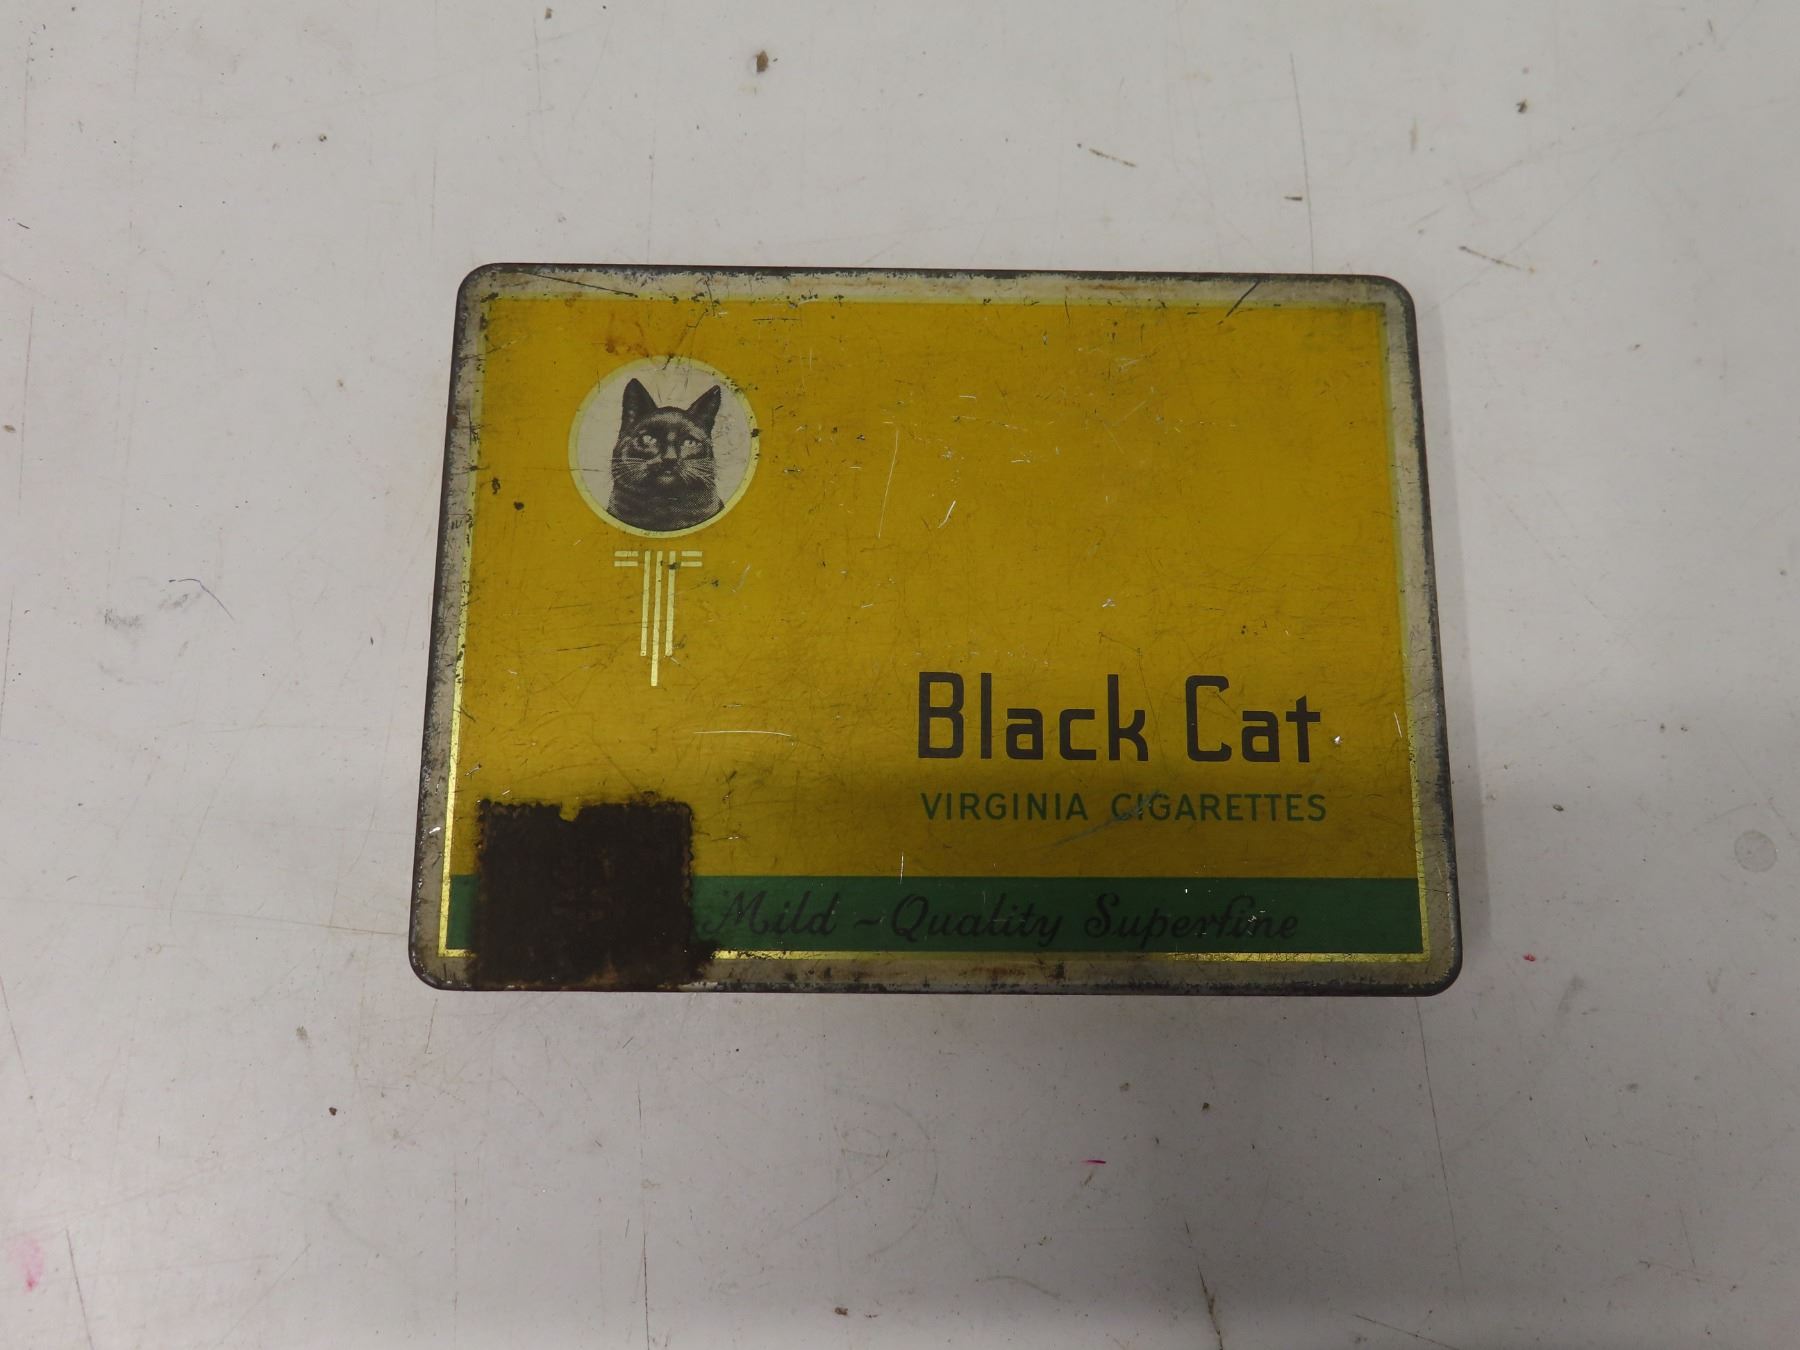 Black Cat
VIRGINIA CIGARETTES
Mild ~ Quality Superfine